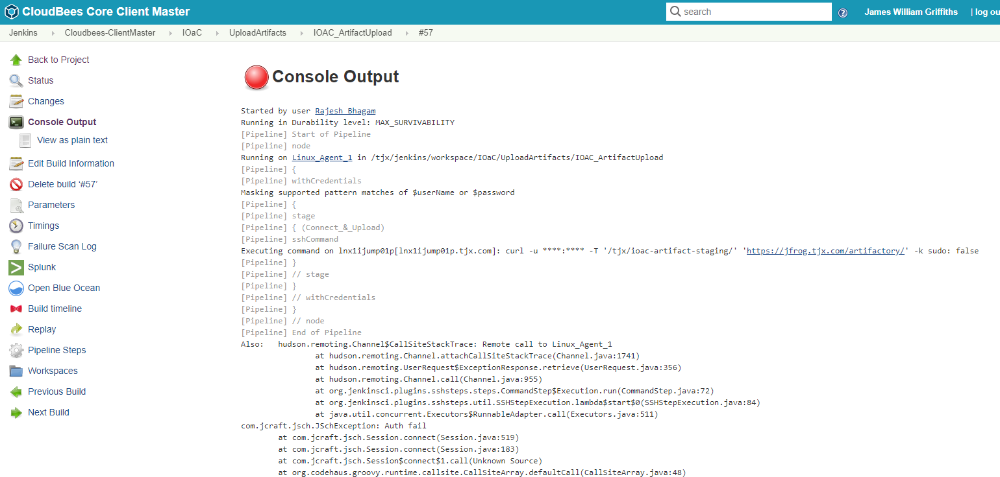 CloudBees Core Client Master
search
James William Griffiths
| log ou
Jenkins
Cloudbees-ClientMaster
IOaC
UploadArtifacts
IOAC_ArtifactUpload
#57
Back to Project
Status
Changes
Console Output
View as plain text
Edit Build Information
Delete build ‘#57’
Parameters
Timings
Failure Scan Log
Splunk
Open Blue Ocean
Build timeline
Replay
Pipeline Steps
Workspaces
Previous Build
Next Build
Console Output
Started by user Rajesh Bhagam
Running in Durability level: MAX_SURVIVABILITY
[Pipeline] Start of Pipeline
[Pipeline] node
Running on Linux_Agent_1 in /tjx/jenkins/workspace/IOaC/UploadArtifacts/IOAC_ArtifactUpload
[Pipeline] {
[Pipeline] withCredentials
Masking supported pattern matches of $userName or $password
[Pipeline] {
[Pipeline] stage
[Pipeline] { (Connect_&_Upload)
[Pipeline] sshCommand
Executing command on lnx1ijump01p[lnx1ijump01p.tjx.com]: curl -u ****:**** -T '/tjx/ioac-artifact-staging/' 'https://jfrog.tjx.com/artifactory/' -k sudo: false
[Pipeline] }
[Pipeline] // stage
[Pipeline] }
[Pipeline] // withCredentials
[Pipeline] }
[Pipeline] // node
[Pipeline] End of Pipeline
Also:   hudson.remoting.Channel$CallSiteStackTrace: Remote call to Linux_Agent_1
at hudson.remoting.Channel.attachCallSiteStackTrace(Channel.java:1741)
at hudson.remoting.UserRequest$ExceptionResponse.retrieve(UserRequest.java:356)
at hudson.remoting.Channel.call(Channel.java:955)
at org.jenkinsci.plugins.sshsteps.steps.CommandStep$Execution.run(CommandStep.java:72)
at org.jenkinsci.plugins.sshsteps.util.SSHStepExecution.lambda$start$0(SSHStepExecution.java:84)
at java.util.concurrent.Executors$RunnableAdapter.call(Executors.java:511)
com.jcraft.jsch.JSchException: Auth fail
at com.jcraft.jsch.Session.connect(Session.java:519)
at com.jcraft.jsch.Session.connect(Session.java:183)
at com.jcraft.jsch.Session$connect$1.call(Unknown Source)
at org.codehaus.groovy.runtime.callsite.CallSiteArray.defaultCall(CallSiteArray.java:48)